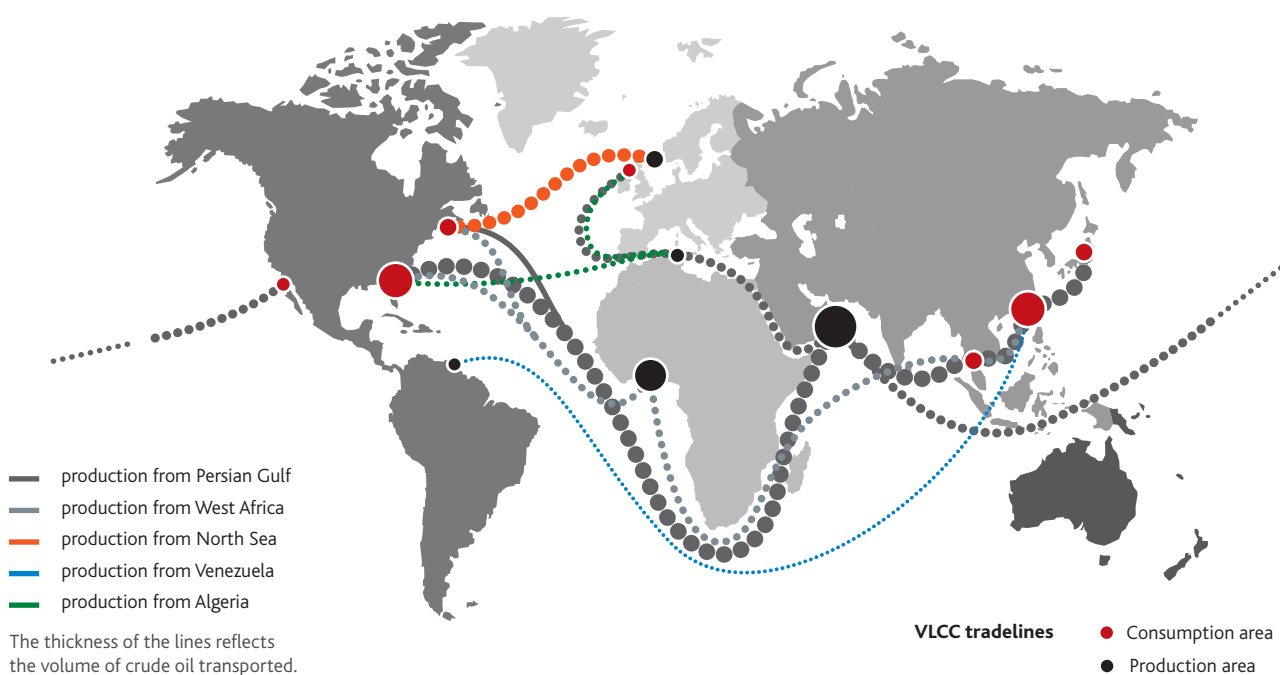 production from Persian Gulf
production from West Africa
production from North Sea
production from Venezuela
production from Algeria
The thickness of the lines reflects
the volume of crude oil transported.
VLCC tradelines
Consumption area
Production area